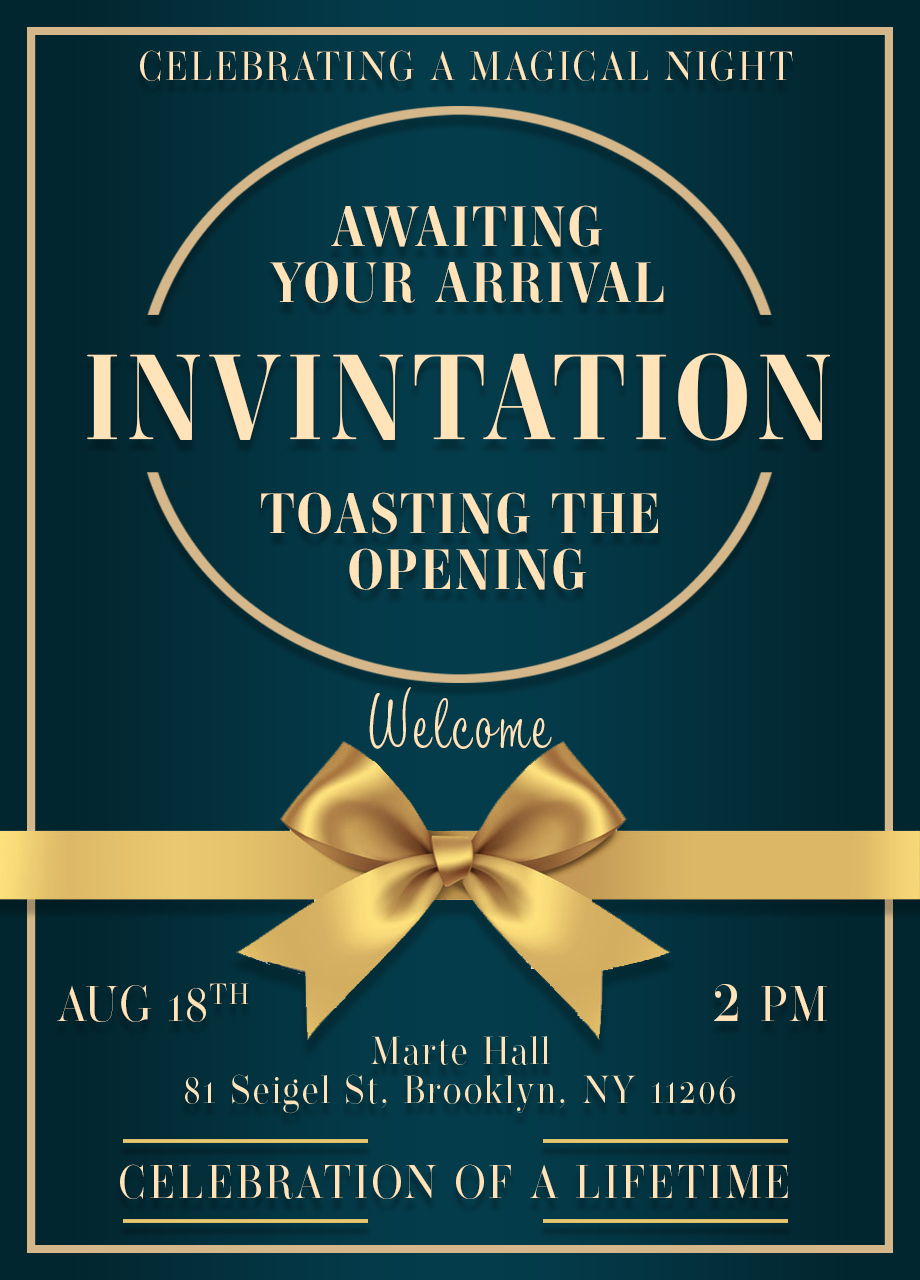 CELEBRATING A MAGICAL NIGHT
AWAITING
YOUR ARRIVAL
INVINTATION
TOASTING THE
OPENING
Welcome
AUG 18TH
2 PM
Marte Hall
81 Seigel St, Brooklyn, NY 11206
CELEBRATION OF A LIFETIME